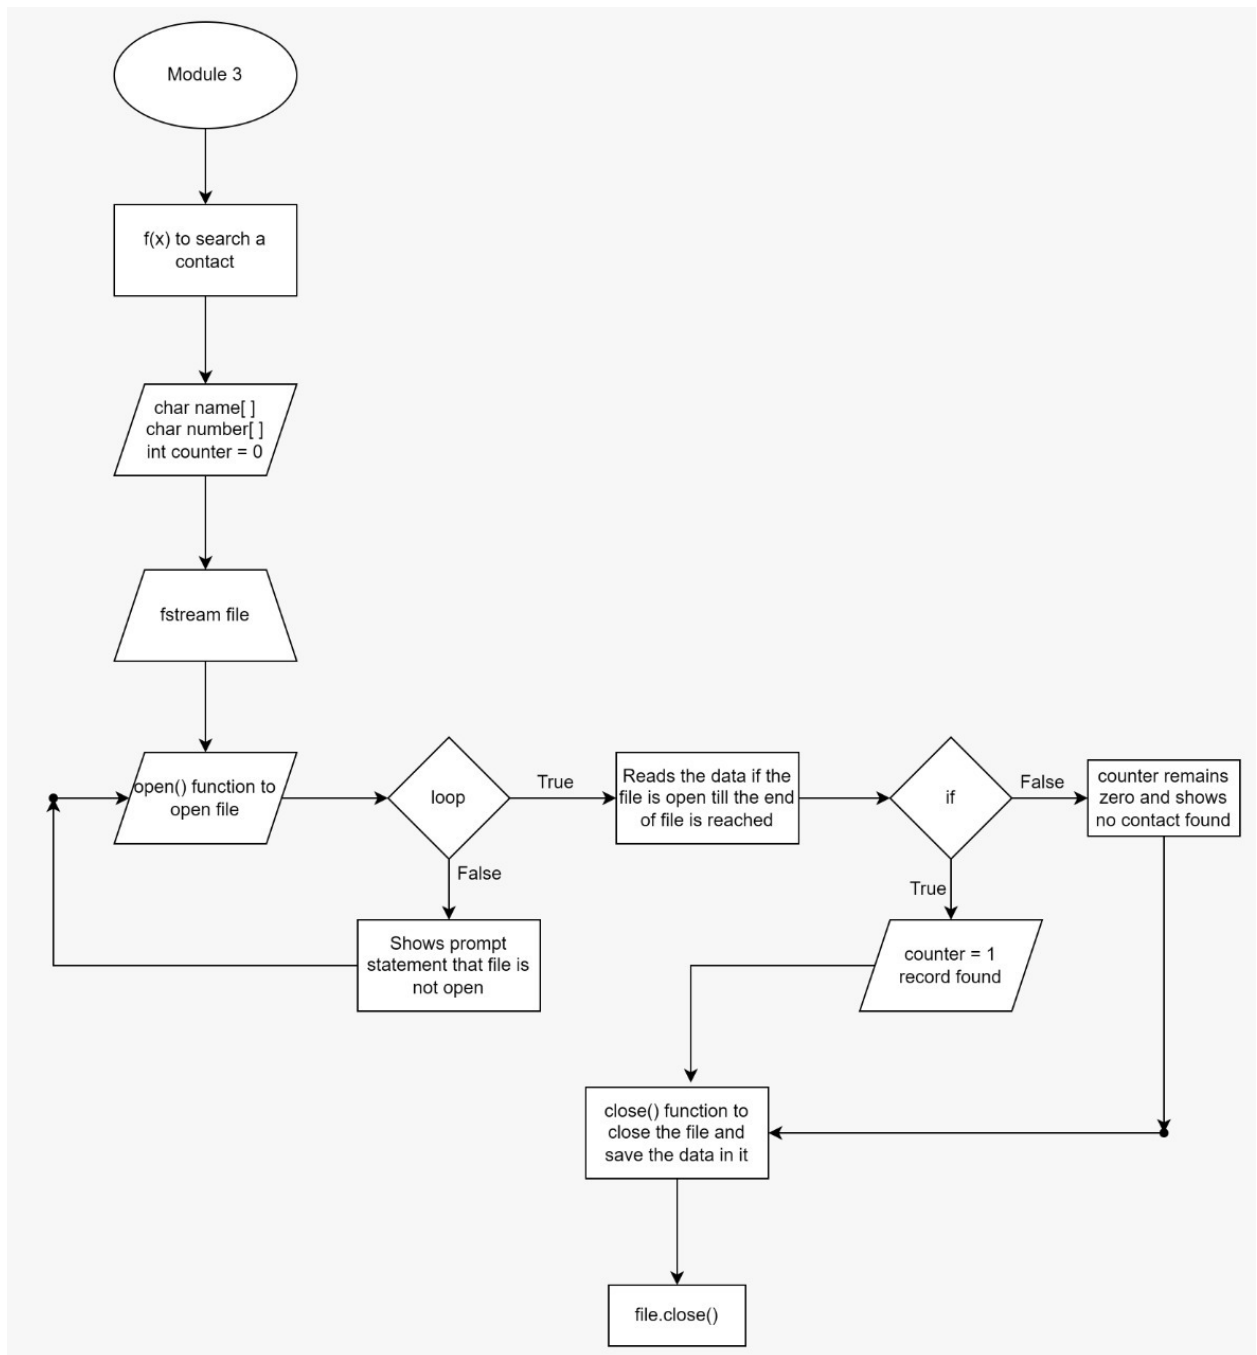 Module 3
f(x) to search a
contact
char name[ ]
char number[ ]
int counter = 0
fstream file
open() function to
open file
loop
True
False
Shows prompt
statement that file is
not open
Reads the data if the
file is open till the end
of file is reached
if
False
counter remains
zero and shows
no contact found
True
counter = 1
record found
close() function to
close the file and
save the data in it
file.close()